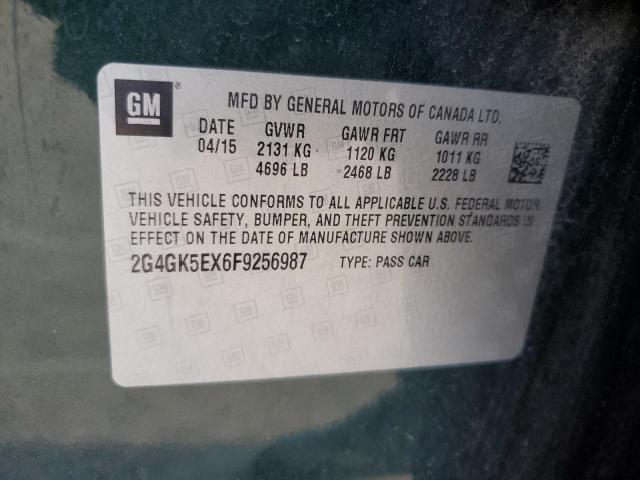 GM ®
MFD BY GENERAL MOTORS OF CANADA LTD.
DATE GVWR GAWR FRT GAWR RR
04/15 2131 KG 1120 KG 1011 KG
4696 LB 2468 LB 2228 LB
THIS VEHICLE CONFORMS TO ALL APPLICABLE U.S. FEDERAL MOTOR
VEHICLE SAFETY, BUMPER, AND THEFT PREVENTION STANDARDS IN
EFFECT ON THE DATE OF MANUFACTURE SHOWN ABOVE.
2G4GK5EX6F9256987 TYPE: PASS CAR